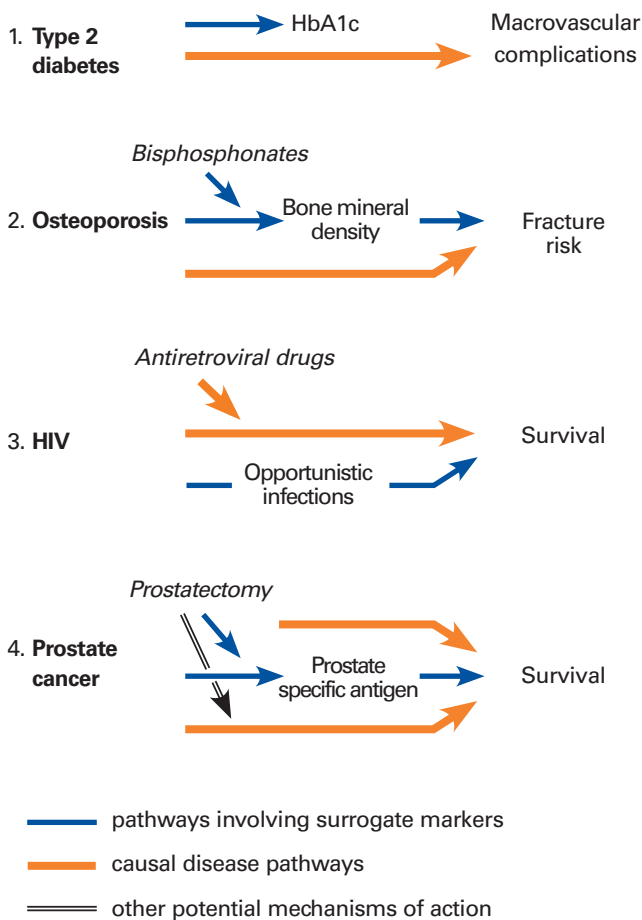 1. Type 2
diabetes
HbA1c
Macrovascular
complications
Bisphosphonates
2. Osteoporosis
Bone mineral
density
Fracture
risk
Antiretroviral drugs
3. HIV
Opportunistic
infections
Survival
Prostatectomy
4. Prostate
cancer
Prostate
specific antigen
Survival
pathways involving surrogate markers
causal disease pathways
other potential mechanisms of action